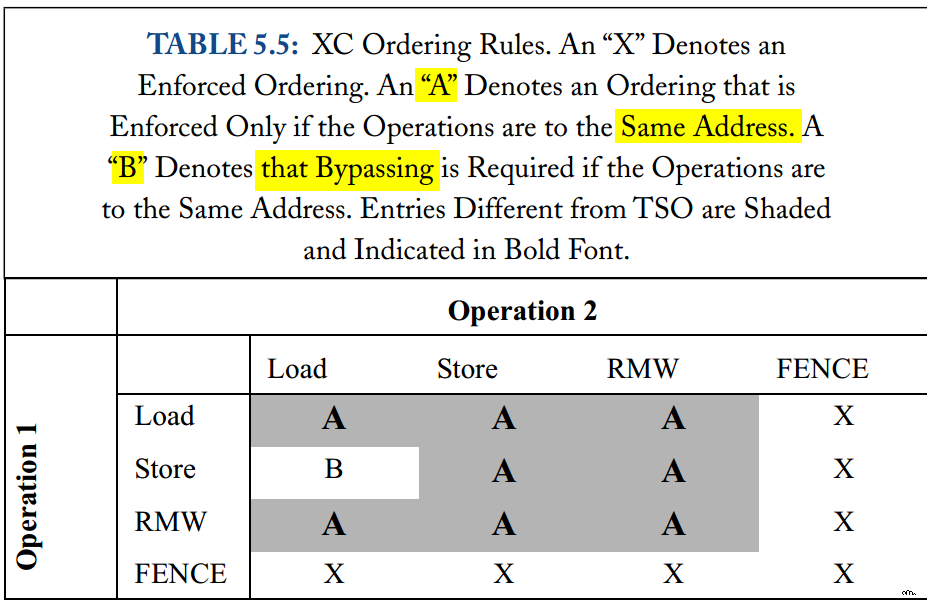 TABLE 5.5: XC Ordering Rules. An “X” Denotes an
Enforced Ordering. An “A” Denotes an Ordering that is
Enforced Only if the Operations are to the Same Address. A
“B” Denotes that Bypassing is Required if the Operations are
to the Same Address. Entries Different from TSO are Shaded
and Indicated in Bold Font.
Operation 2
Load Store RMW FENCE
Operation 1
Load A A A X
Store B A A X
RMW A A A X
FENCE X X X X